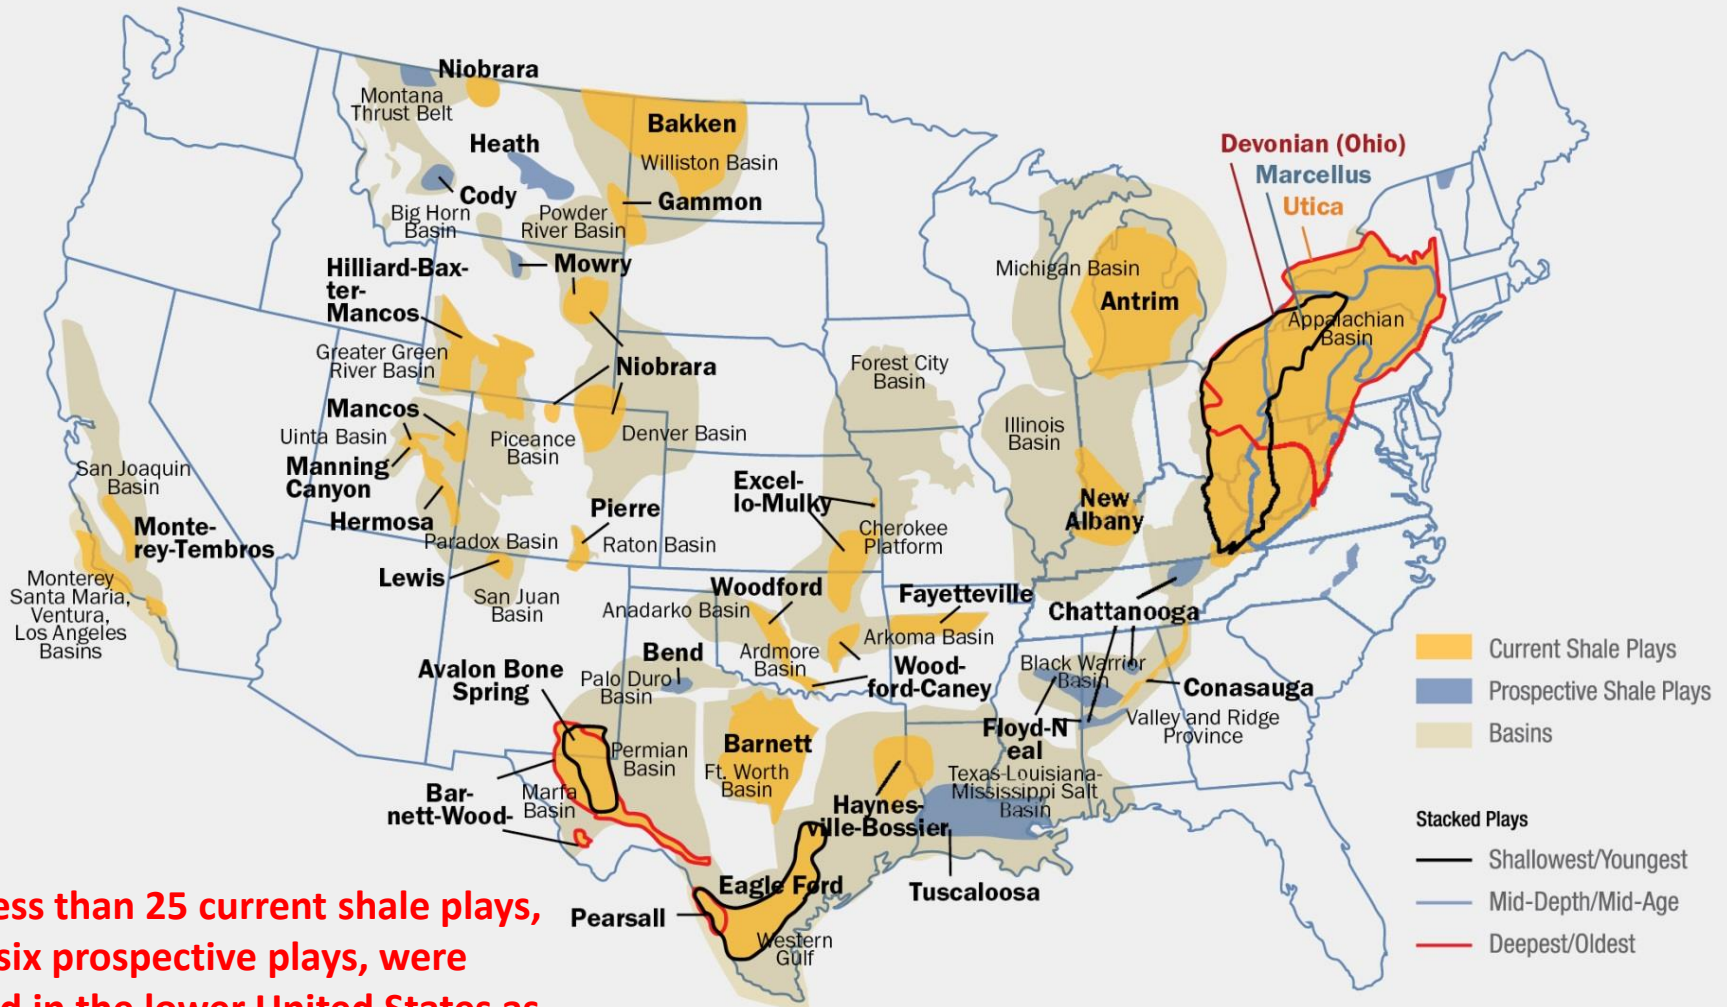 Niobrara
Montana
Thrust Belt
Heath
Bakken
Williston Basin
Cody
Gammon
Big Horn
Basin
Powder
River Basin
Mowry
Hilliard-Bax-
ter-
Mancos
Greater Green
River Basin
Niobrara
Mancos
Uinta Basin
Piceance
Basin
Denver Basin
Manning
Canyon
Hermosa
Pierre
Paradox Basin
Raton Basin
Lewis
San Juan
Basin
San Joaquin
Basin
Monte-
rey-Tembros
Monterey
Santa Maria,
Ventura,
Los Angeles
Basins
Michigan Basin
Antrim
Forest City
Basin
Illinois
Basin
New
Albany
Excel-
lo-Mulky
Cherokee
Platform
Devonian (Ohio)
Marcellus
Utica
Appalachian
Basin
Woodford
Anadarko Basin
Fayetteville
Arkoma Basin
Chattanooga
Ardmore
Basin
Wood-
ford-Caney
Bend
Palo Duro
Basin
Avalon Bone
Spring
Black Warrior
Basin
Conasauga
Floyd-N
eal
Valley and Ridge
Province
Permian
Basin
Barnett
Ft. Worth
Basin
Texas-Louisiana-
Mississippi Salt
Basin
Bar-
nett-Wood-
Marfa
Basin
Haynes-
ville-Bossier
Tuscaloosa
Eagle Ford
Pearsall
Western
Gulf
Current Shale Plays
Prospective Shale Plays
Basins
Stacked Plays
Shallowest/Youngest
Mid-Depth/Mid-Age
Deepest/Oldest
ess than 25 current shale plays,
six prospective plays, were
d in the lower United States as